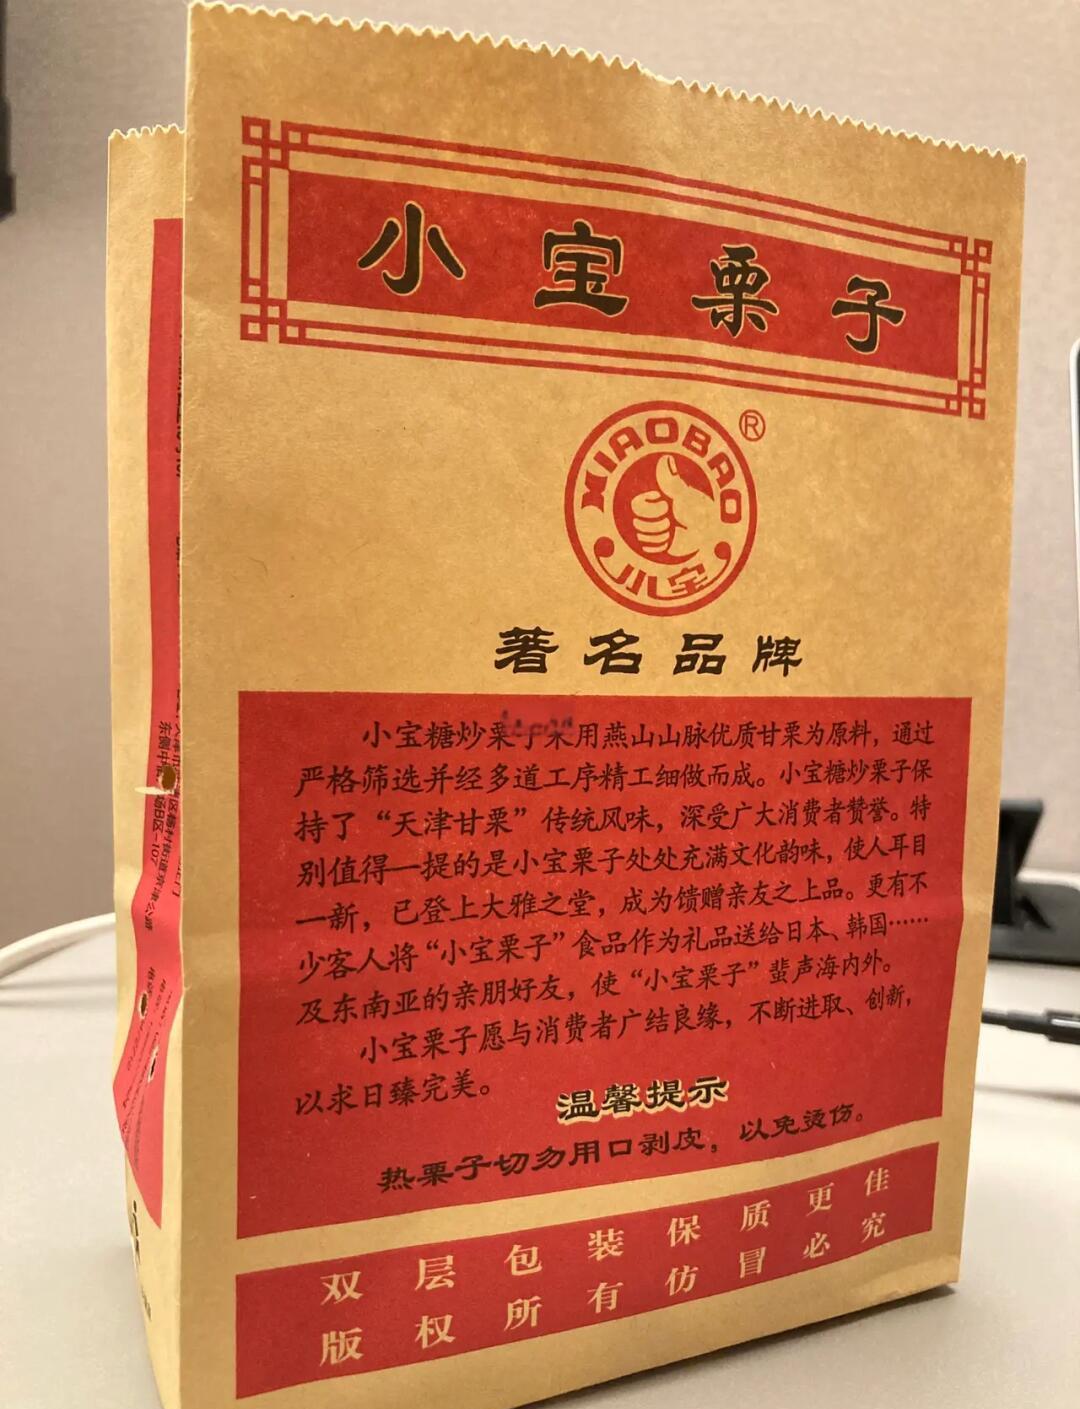 小宝栗子
XIAOBAO
®
小宝
著名品牌
小宝糖炒栗子采用燕山山脉优质甘栗为原料，通过
严格筛选并经多道工序精工细做而成。小宝糖炒栗子保
持了“天津甘栗”传统风味，深受广大消费者赞誉。特
别值得一提的是小宝栗子处处充满文化韵味，使人耳目
一新，已登上大雅之堂，成为馈赠亲友之上品。更有不
少客人将“小宝栗子”食品作为礼品送给日本、韩国……
及东南亚的亲朋好友，使“小宝栗子”蜚声海内外。
小宝栗子愿与消费者广结良缘，不断进取、创新，
以求日臻完美。
温馨提示
热栗子切勿用口剥皮，以免烫伤。
双层包装保质更佳
版权所有仿冒必究